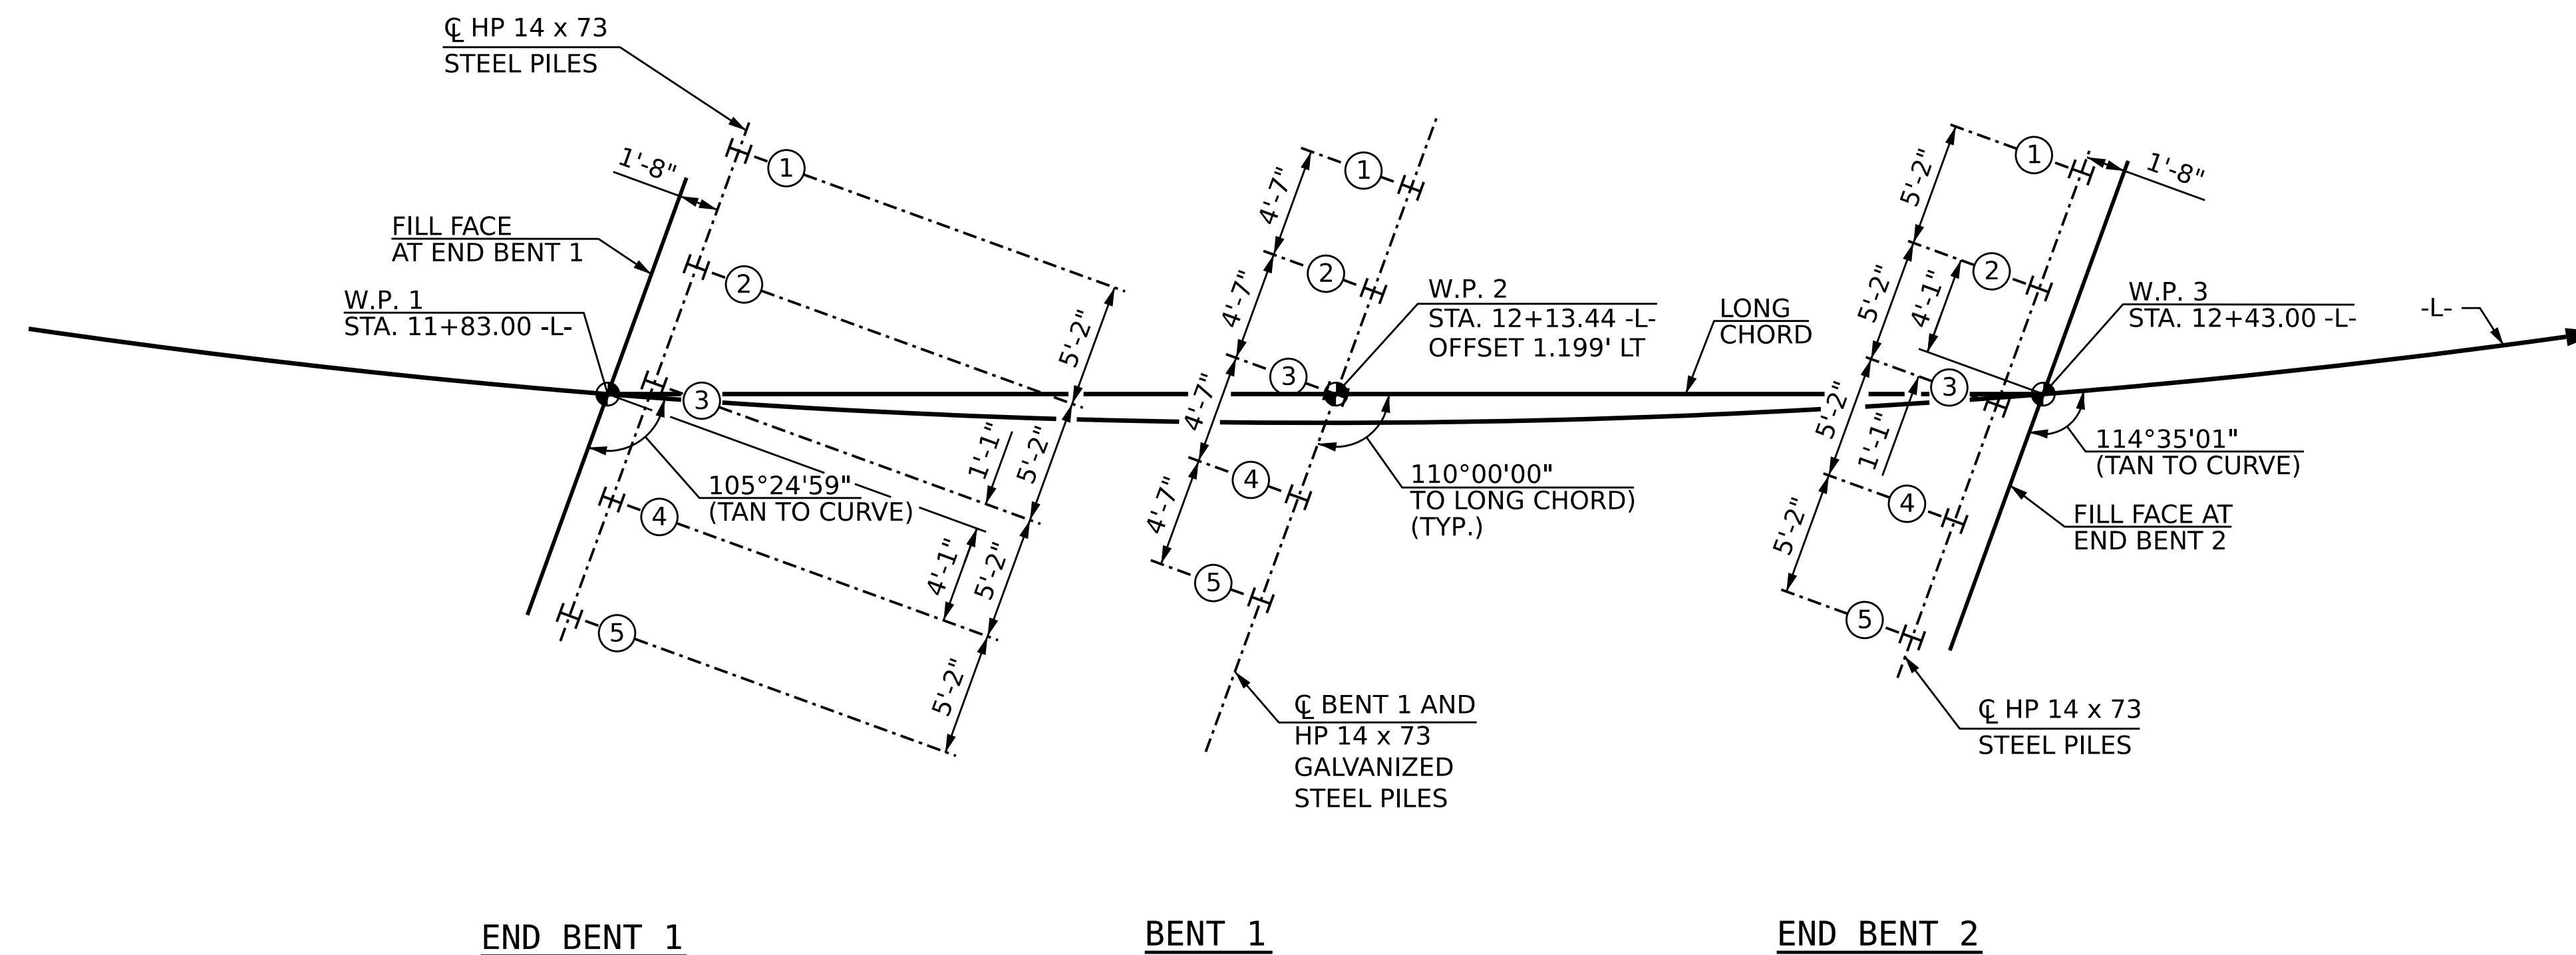 ℄ HP 14 x 73
STEEL PILES
1'-8"
FILL FACE
AT END BENT 1
W.P. 1
STA. 11+83.00 -L-
1
2
3
4
5
5'-2"
5'-2"
5'-2"
5'-2"
1'-1"
4'-1"
105°24'59"
(TAN TO CURVE)
4'-7"
4'-7"
4'-7"
4'-7"
1
2
3
4
5
W.P. 2
STA. 12+13.44 -L-
OFFSET 1.199' LT
LONG
CHORD
110°00'00"
TO LONG CHORD)
(TYP.)
℄ BENT 1 AND
HP 14 x 73
GALVANIZED
STEEL PILES
5'-2"
5'-2"
5'-2"
5'-2"
4'-1"
1'-1"
1
2
3
4
5
1'-8"
W.P. 3
STA. 12+43.00 -L-
-L-
114°35'01"
(TAN TO CURVE)
FILL FACE AT
END BENT 2
℄ HP 14 x 73
STEEL PILES
END BENT 1
BENT 1
END BENT 2